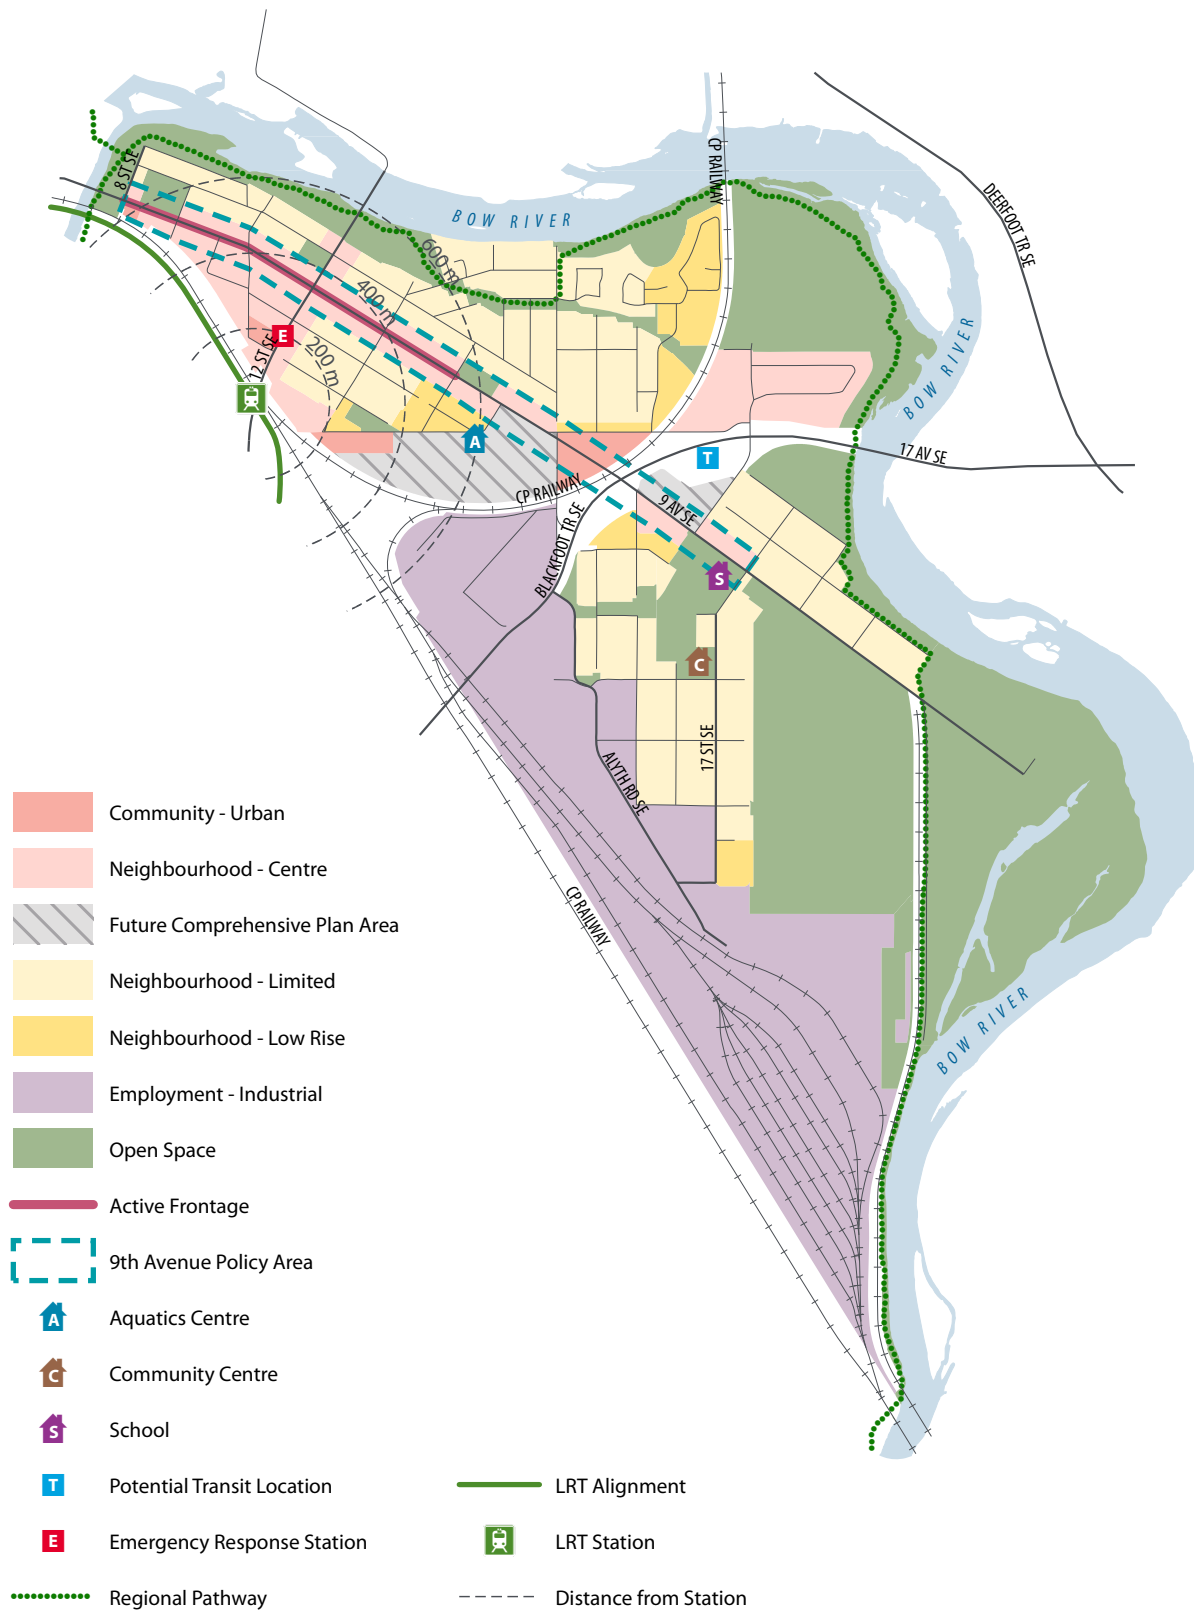 8 ST SE
BOW RIVER
CP RAILWAY
DEERFOOT TR SE
600 m
400 m
200 m
E
12 ST SE
A
BOW RIVER
T
17 AV SE
CP RAILWAY
9 AV SE
BLACKFOOT TR SE
S
C
17 ST SE
ALYTH RD SE
CP RAILWAY
BOW RIVER
Community - Urban
Neighbourhood - Centre
Future Comprehensive Plan Area
Neighbourhood - Limited
Neighbourhood - Low Rise
Employment - Industrial
Open Space
Active Frontage
9th Avenue Policy Area
A Aquatics Centre
C Community Centre
S School
T Potential Transit Location
E Emergency Response Station
Regional Pathway
LRT Alignment
LRT Station
Distance from Station